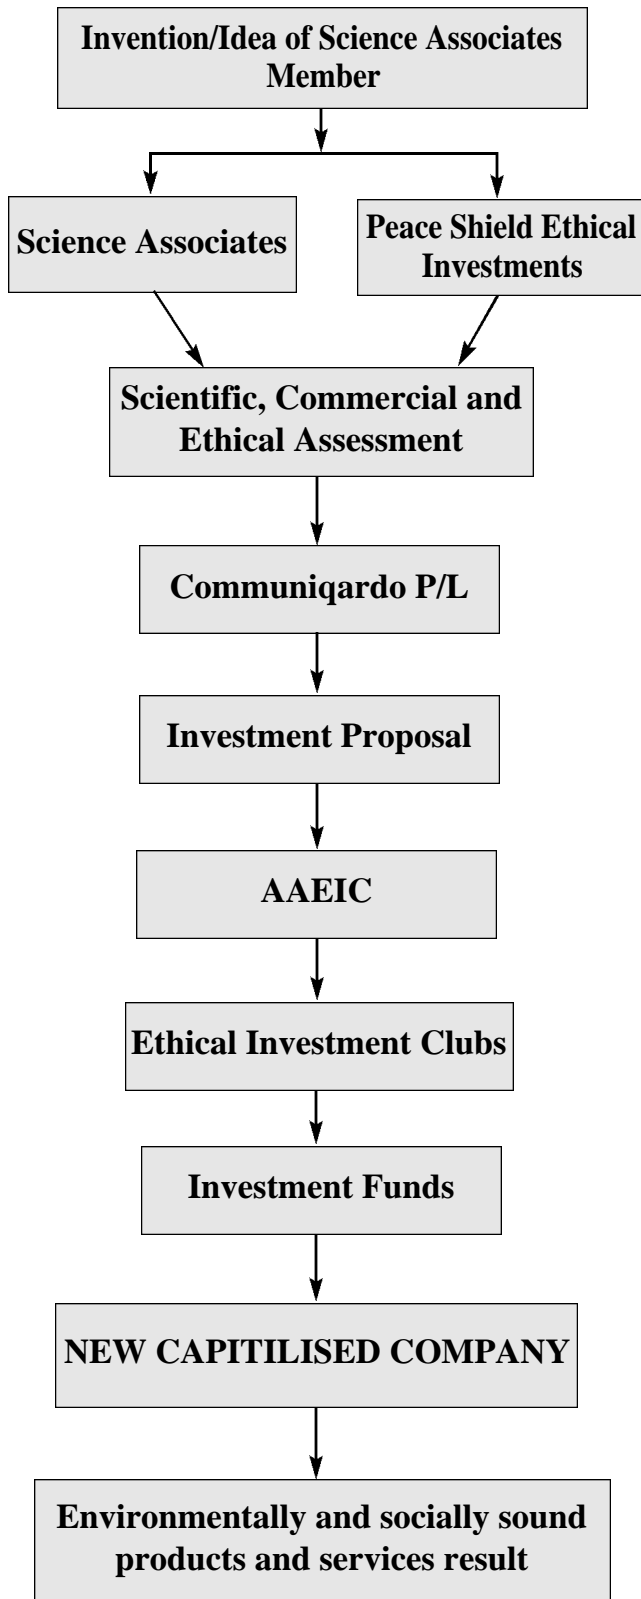 Invention/Idea of Science Associates
Member
Science Associates
Peace Shield Ethical
Investments
Scientific, Commercial and
Ethical Assessment
Communiqardo P/L
Investment Proposal
AAEIC
Ethical Investment Clubs
Investment Funds
NEW CAPITILISED COMPANY
Environmentally and socially sound
products and services result